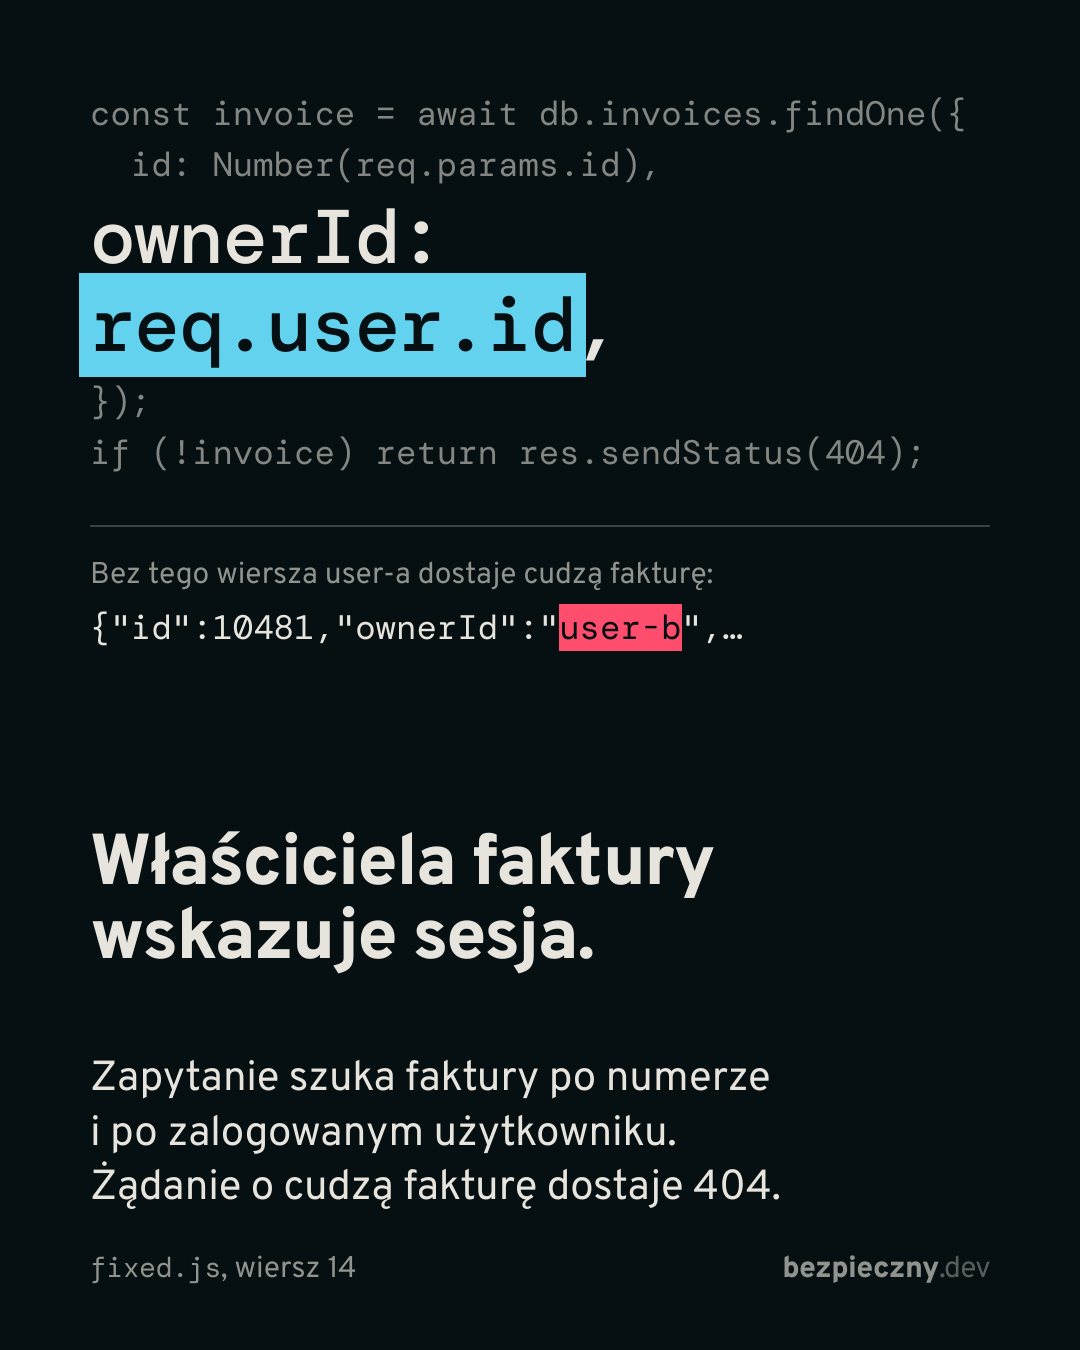 const invoice = await db.invoices.findOne({
  id: Number(req.params.id),
ownerId:
req.user.id,
});
if (!invoice) return res.sendStatus(404);
Bez tego wiersza user-a dostaje cudzą fakturę:
{"id":10481,"ownerId":"user-b",…
Właściciela faktury
wskazuje sesja.
Zapytanie szuka faktury po numerze
i po zalogowanym użytkowniku.
Żądanie o cudzą fakturę dostaje 404.
fixed.js, wiersz 14
bezpieczny.dev